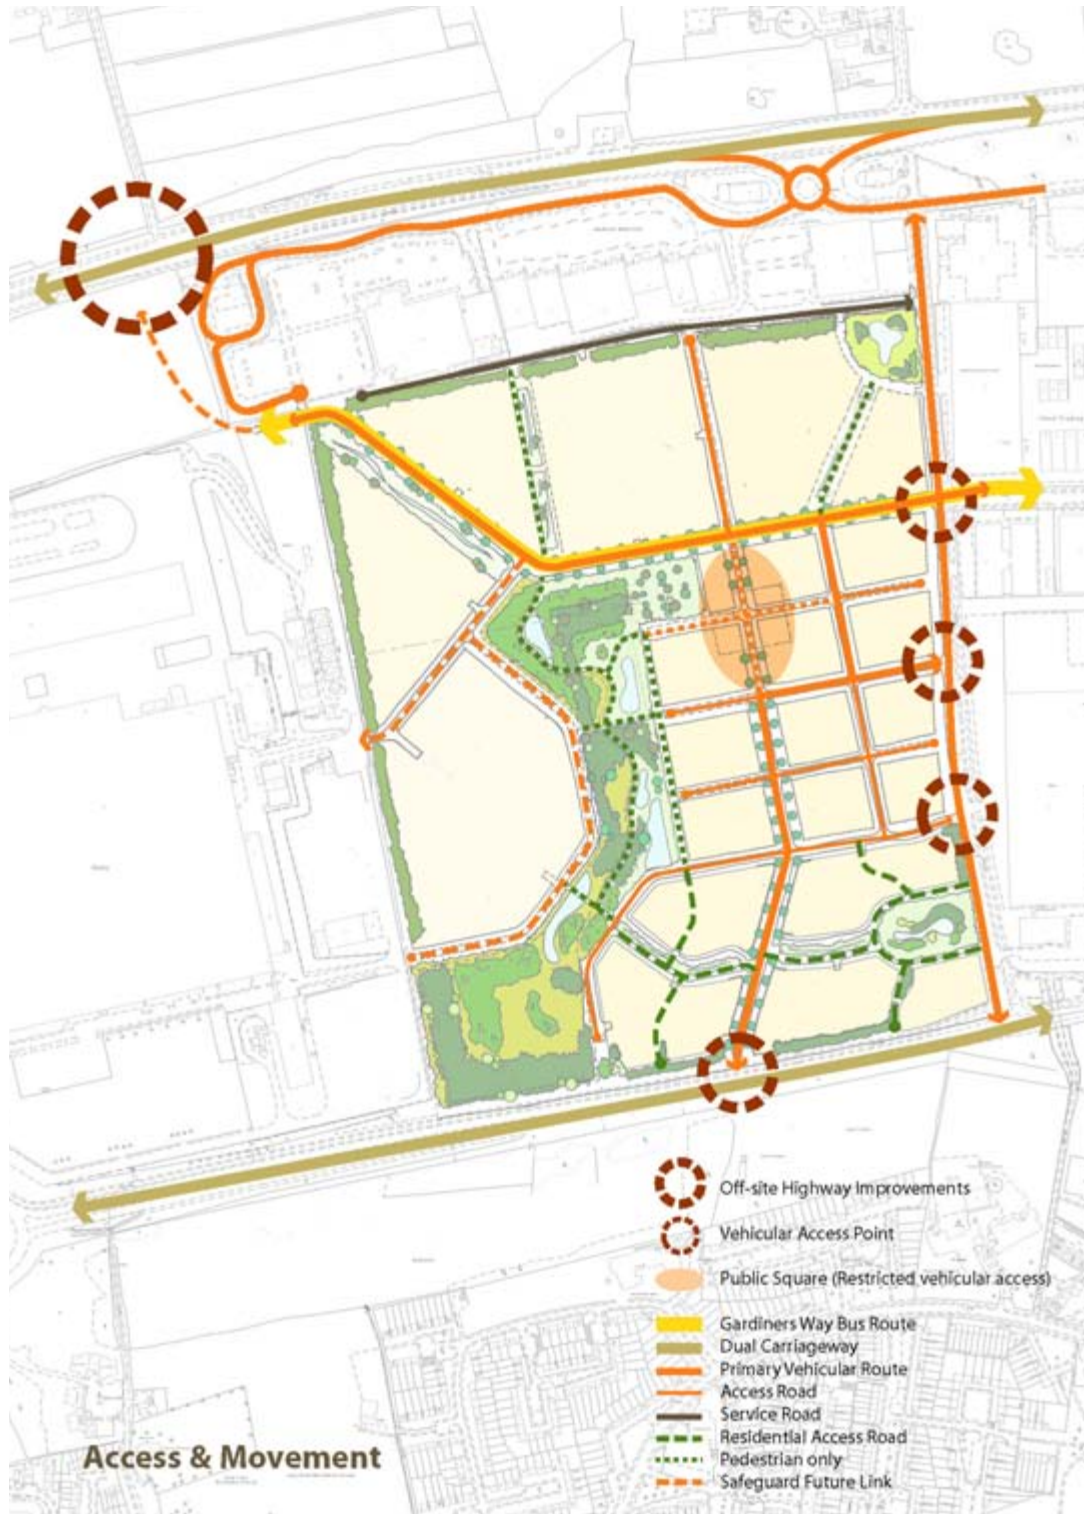 Off-site Highway Improvements
Vehicular Access Point
Public Square (Restricted vehicular access)
Gardiners Way Bus Route
Dual Carriageway
Primary Vehicular Route
Access Road
Service Road
Residential Access Road
Pedestrian only
Safeguard Future Link
Access & Movement